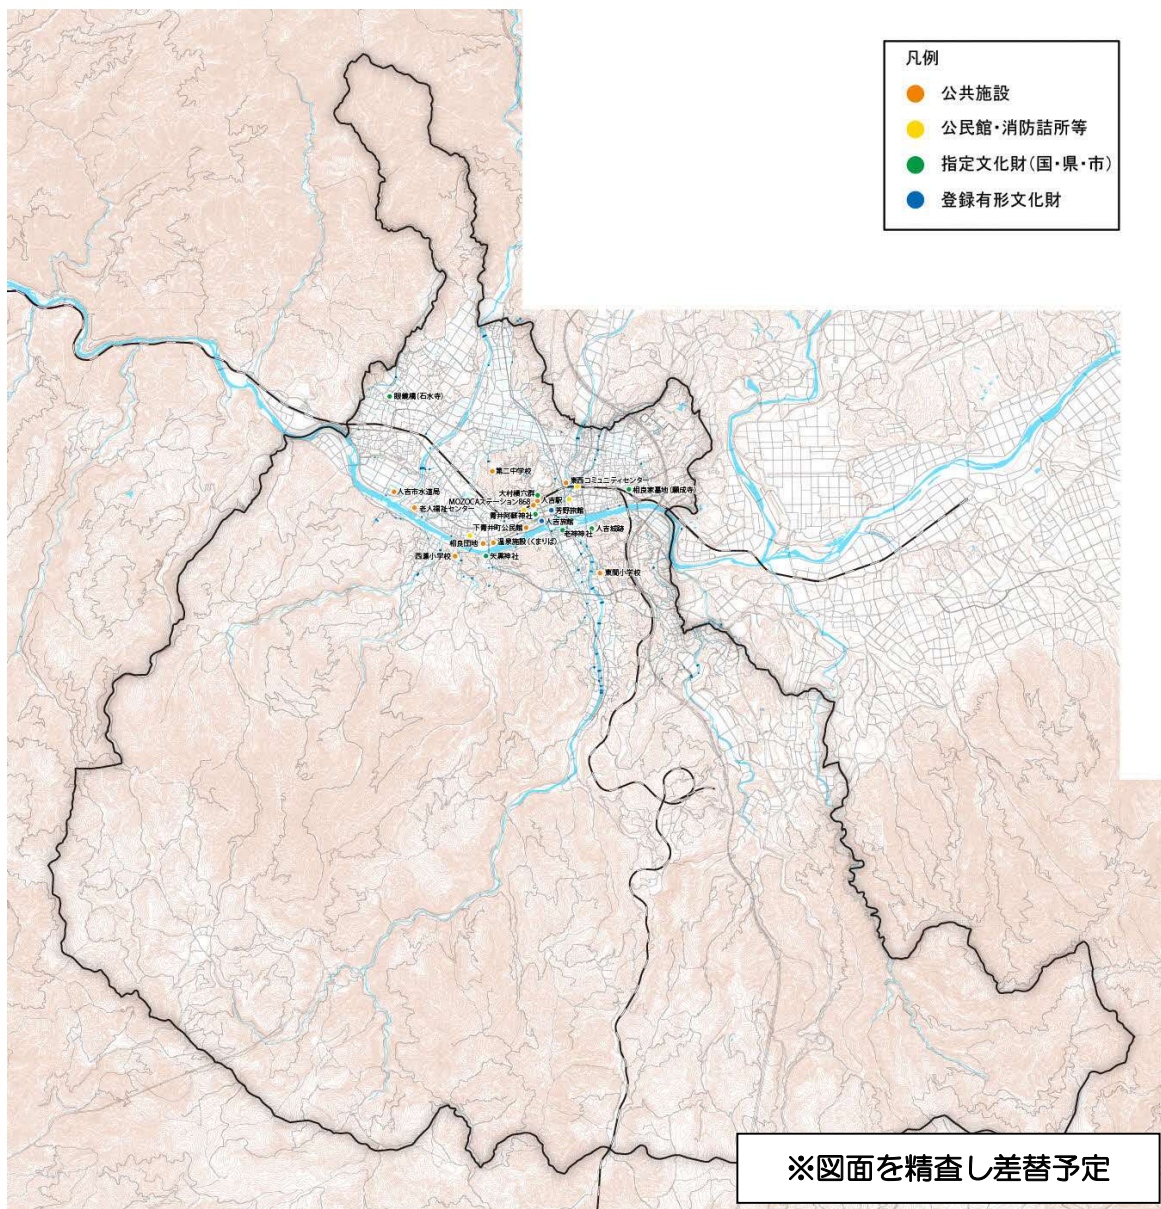 凡例
公共施設
公民館・消防詰所等
指定文化財(国・県・市)
登録有形文化財
眼鏡橋(石水寺)
第二中学校
東西コミュニティセンター
人吉市水道局
大村横穴群
相良家墓地(願成寺)
MOZOCAステーション868
人吉駅
老人福祉センター
青井阿蘇神社
芳野旅館
人吉旅館
下青井町公民館
老神神社
人吉城跡
相良団地
温泉施設(くまりば)
西瀬小学校
矢黒神社
東間小学校
※図面を精査し差替予定